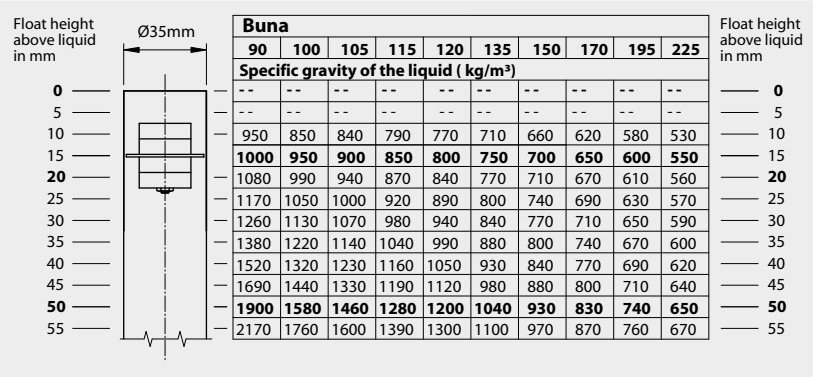 Float height
above liquid
in mm
Ø35mm
Buna
Float height
above liquid
in mm
90 100 105 115 120 135 150 170 195 225
Specific gravity of the liquid ( kg/m³)
0 -- -- -- -- -- -- -- -- -- -- 0
5 -- -- -- -- -- -- -- -- -- -- 5
10 950 850 840 790 770 710 660 620 580 530 10
15 1000 950 900 850 800 750 700 650 600 550 15
20 1080 990 940 870 840 770 710 670 610 560 20
25 1170 1050 1000 920 890 800 740 690 630 570 25
30 1260 1130 1070 980 940 840 770 710 650 590 30
35 1380 1220 1140 1040 990 880 800 740 670 600 35
40 1520 1320 1230 1160 1050 930 840 770 690 620 40
45 1690 1440 1330 1190 1120 980 880 800 710 640 45
50 1900 1580 1460 1280 1200 1040 930 830 740 650 50
55 2170 1760 1600 1390 1300 1100 970 870 760 670 55